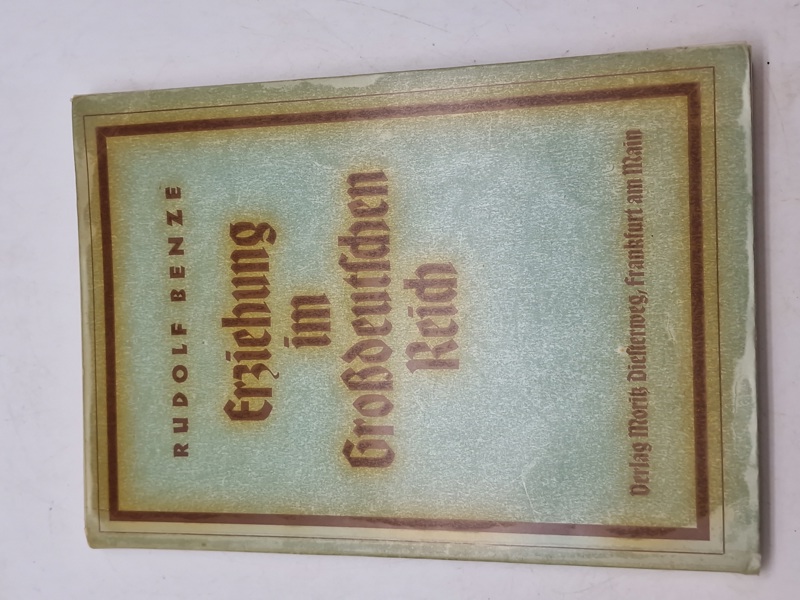 RUDOLF BENZE
Erziehung
im
Großdeutschen
Reich
Verlag Moritz Diesterweg, Frankfurt am Main